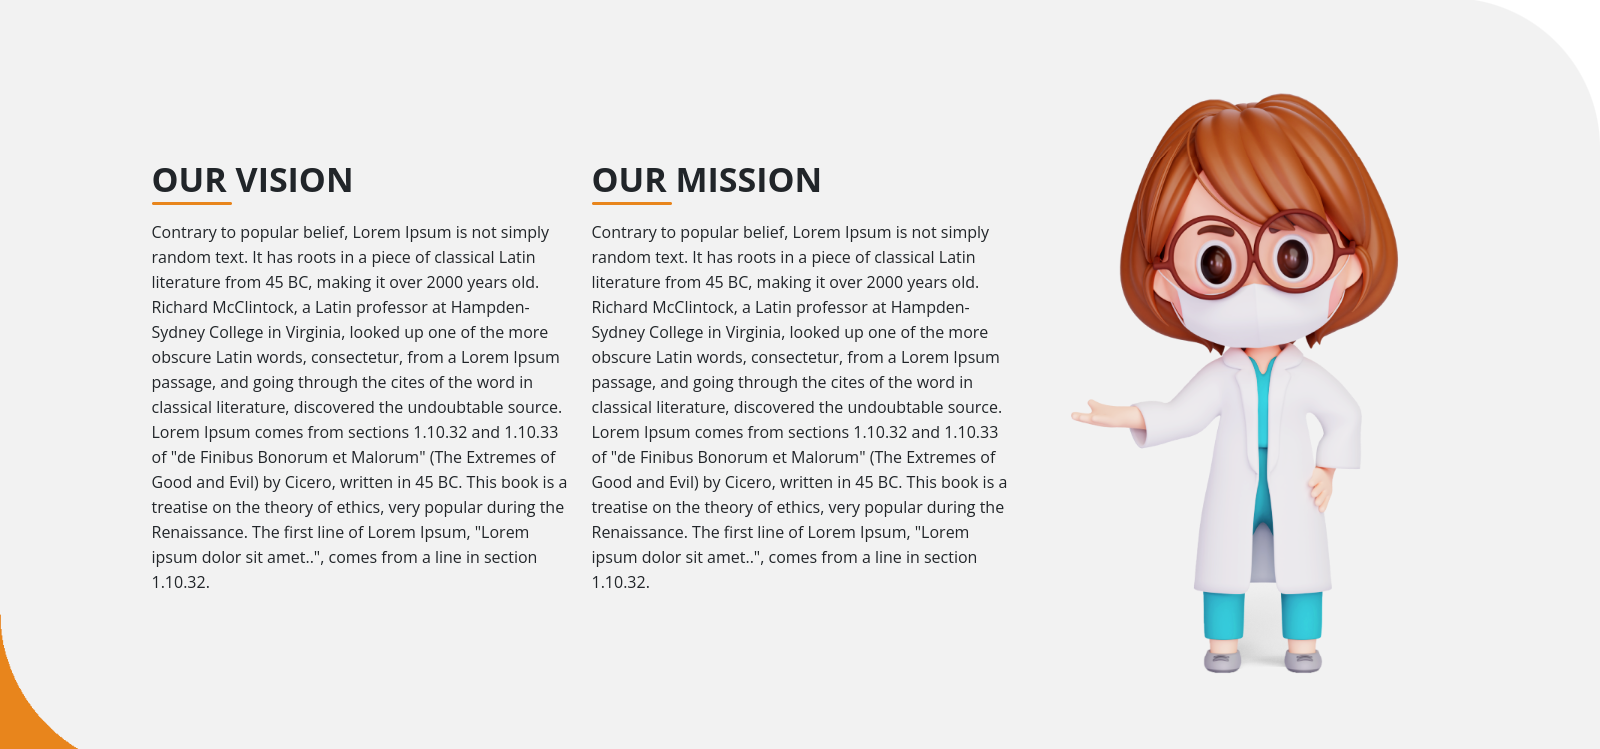 OUR VISION
Contrary to popular belief, Lorem Ipsum is not simply
random text. It has roots in a piece of classical Latin
literature from 45 BC, making it over 2000 years old.
Richard McClintock, a Latin professor at Hampden-
Sydney College in Virginia, looked up one of the more
obscure Latin words, consectetur, from a Lorem Ipsum
passage, and going through the cites of the word in
classical literature, discovered the undoubtable source.
Lorem Ipsum comes from sections 1.10.32 and 1.10.33
of "de Finibus Bonorum et Malorum" (The Extremes of
Good and Evil) by Cicero, written in 45 BC. This book is a
treatise on the theory of ethics, very popular during the
Renaissance. The first line of Lorem Ipsum, "Lorem
ipsum dolor sit amet..", comes from a line in section
1.10.32.
OUR MISSION
Contrary to popular belief, Lorem Ipsum is not simply
random text. It has roots in a piece of classical Latin
literature from 45 BC, making it over 2000 years old.
Richard McClintock, a Latin professor at Hampden-
Sydney College in Virginia, looked up one of the more
obscure Latin words, consectetur, from a Lorem Ipsum
passage, and going through the cites of the word in
classical literature, discovered the undoubtable source.
Lorem Ipsum comes from sections 1.10.32 and 1.10.33
of "de Finibus Bonorum et Malorum" (The Extremes of
Good and Evil) by Cicero, written in 45 BC. This book is a
treatise on the theory of ethics, very popular during the
Renaissance. The first line of Lorem Ipsum, "Lorem
ipsum dolor sit amet..", comes from a line in section
1.10.32.